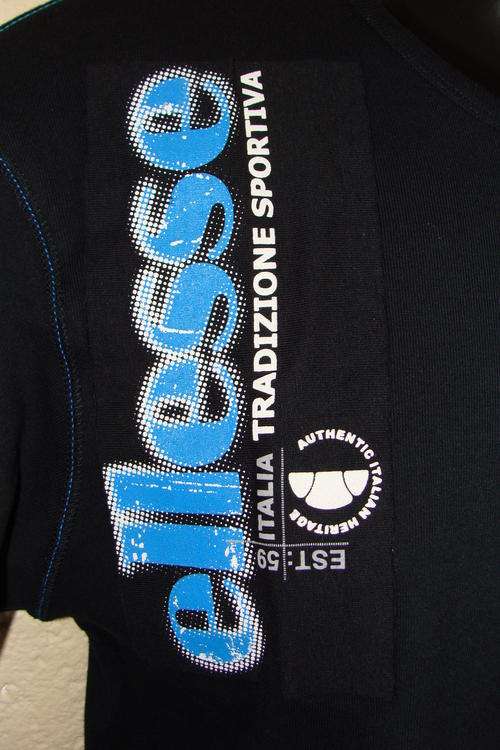 ellesse
ITALIA TRADIZIONE SPORTIVA
EST: 59
AUTHENTIC ITALIAN HERITAGE